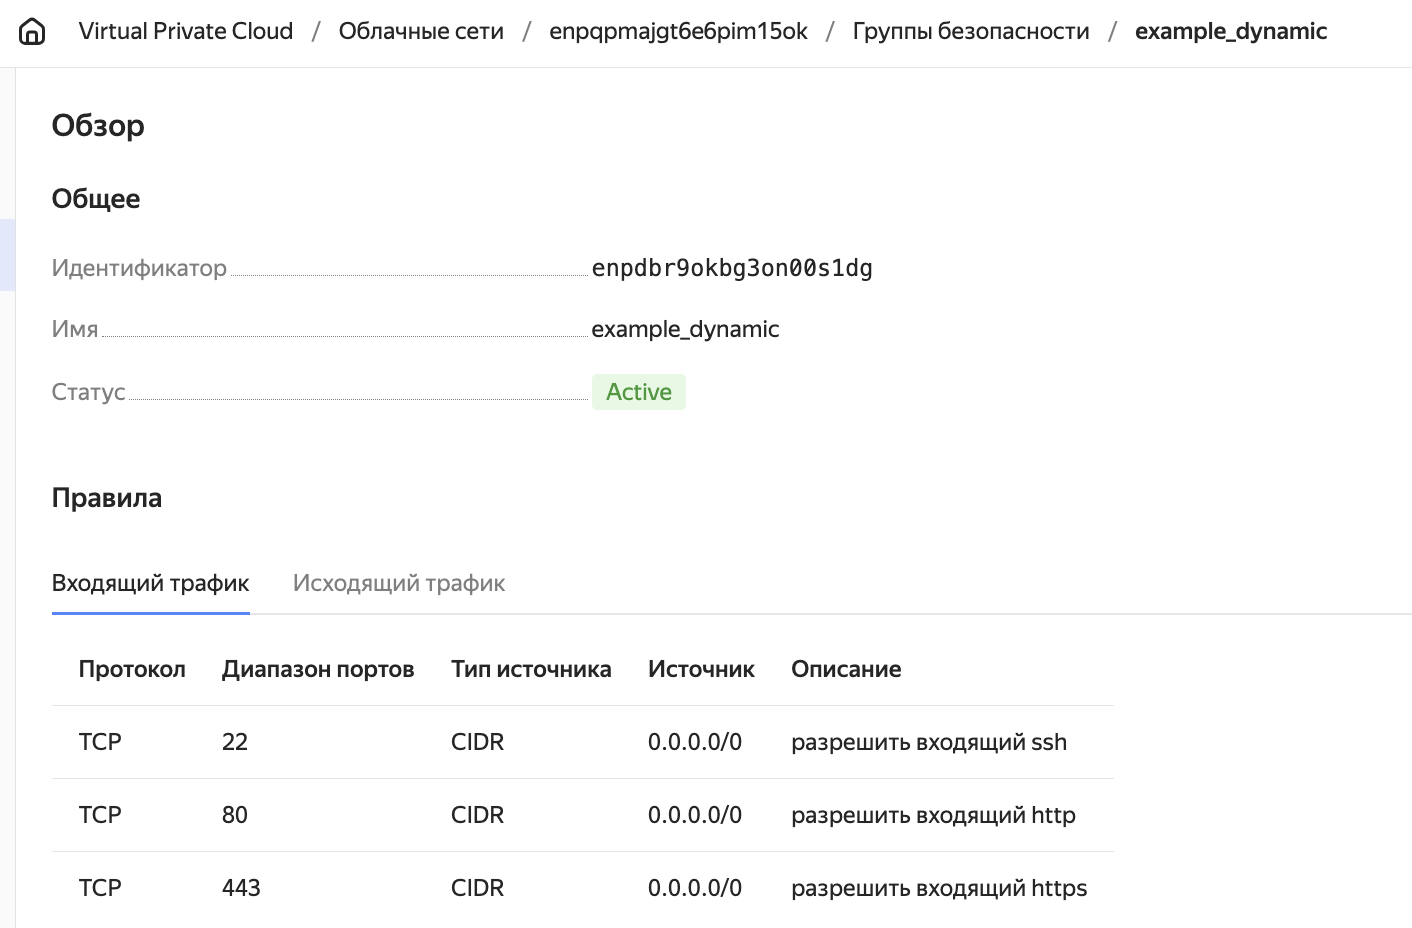 Virtual Private Cloud / Облачные сети / enpqpmajgt6e6pim15ok / Группы безопасности / example_dynamic
Обзор
Общее
Идентификатор enpdbr9okbg3on00s1dg
Имя example_dynamic
Статус Active
Правила
Входящий трафик Исходящий трафик
Протокол Диапазон портов Тип источника Источник Описание
TCP 22 CIDR 0.0.0.0/0 разрешить входящий ssh
TCP 80 CIDR 0.0.0.0/0 разрешить входящий http
TCP 443 CIDR 0.0.0.0/0 разрешить входящий https